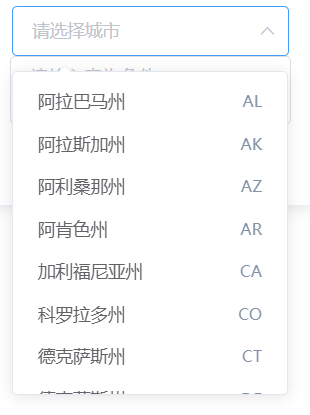 请选择城市
阿拉巴马州 AL
阿拉斯加州 AK
阿利桑那州 AZ
阿肯色州 AR
加利福尼亚州 CA
科罗拉多州 CO
德克萨斯州 CT